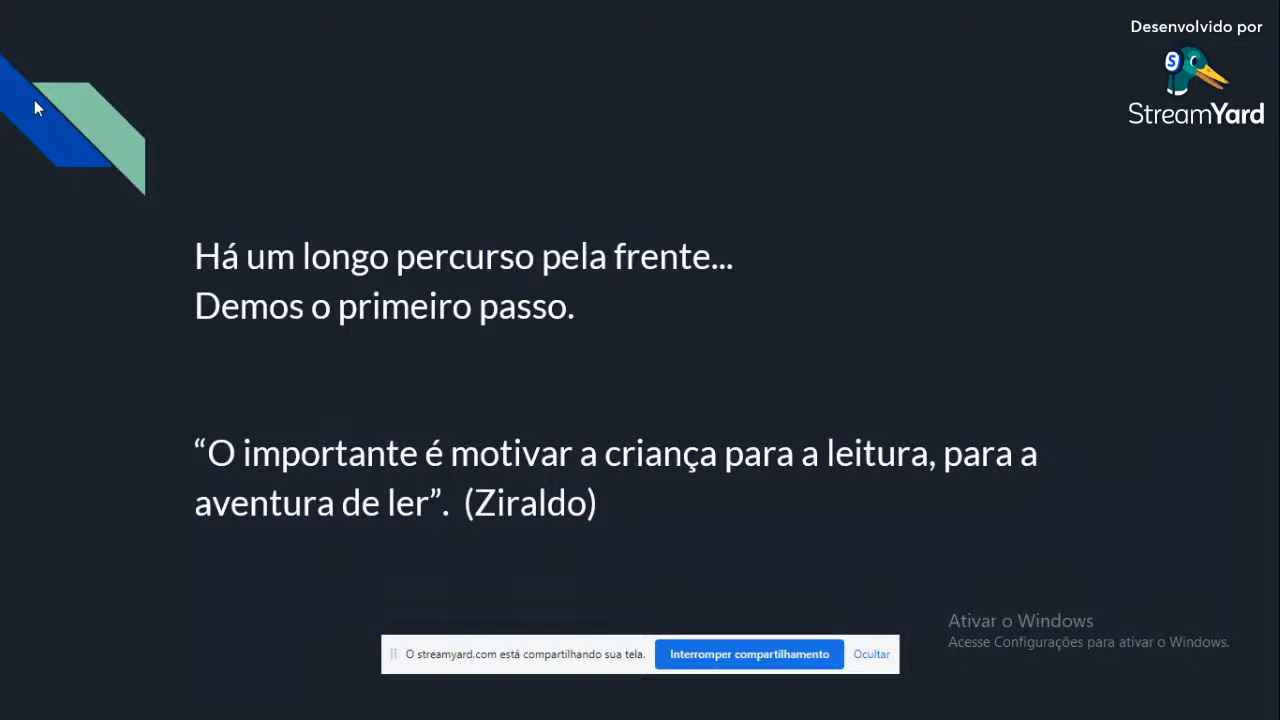 Desenvolvido por
S
StreamYard
Há um longo percurso pela frente...
Demos o primeiro passo.
“O importante é motivar a criança para a leitura, para a
aventura de ler”. (Ziraldo)
Ativar o Windows
Acesse Configurações para ativar o Windows.
O streamyard.com está compartilhando sua tela. Interromper compartilhamento Ocultar